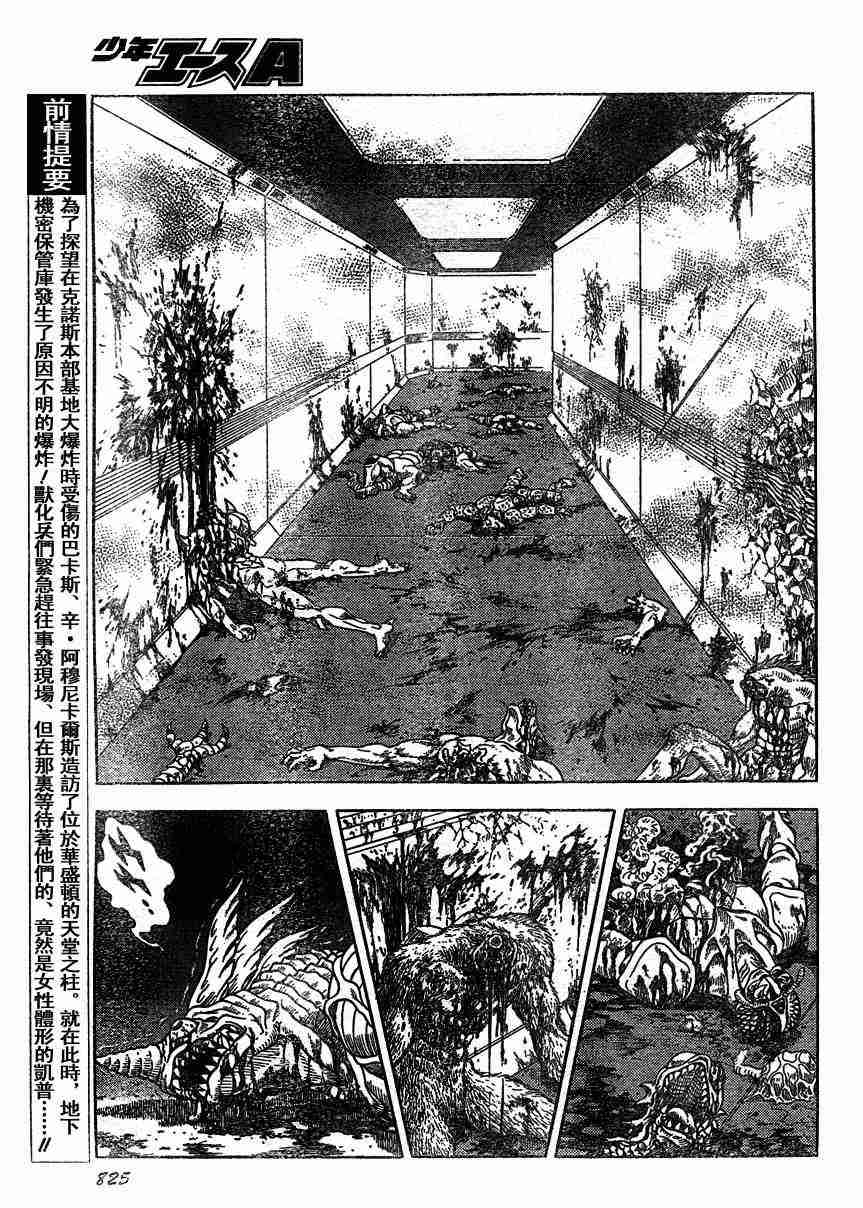 少年エースA
前情提要
為了探望在克諾斯本部基地大爆炸時受傷的巴卡斯、辛・阿穆尼卡爾斯造訪了位於華盛頓的天堂之柱。就在此時，地下
機密保管庫發生了原因不明的爆炸！獸化兵們緊急趕往事發現場、但在那裏等待著他們的、竟然是女性體形的凱普……!!
825